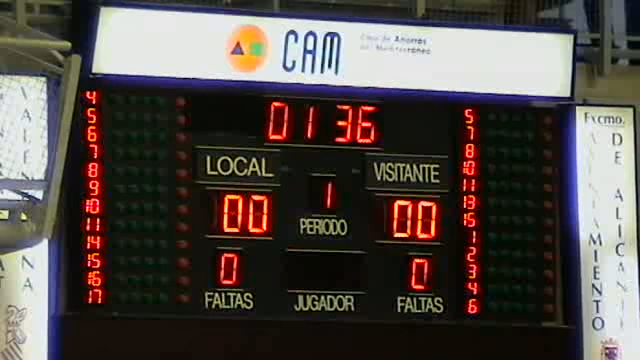 CAM
Caja de Ahorros
del Mediterráneo
01 36
LOCAL
VISITANTE
00
1
00
PERIODO
0
0
FALTAS
JUGADOR
FALTAS
4
5
6
7
8
9
10
11
14
15
16
17
5
7
8
10
11
13
15
1
2
3
4
6
Excmo.
AYUNTAMIENTO
DE ALICANTE